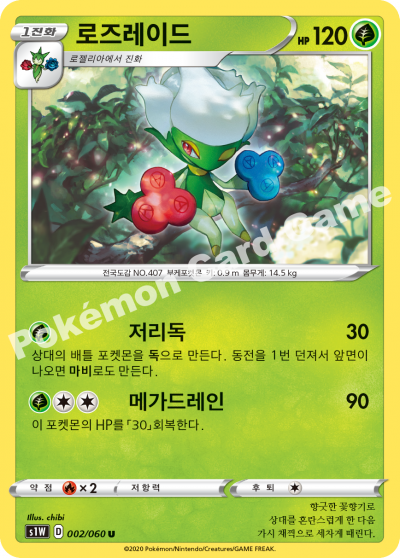 1진화
로즈레이드
HP 120
로젤리아에서 진화
전국도감 NO.407 부케포켓몬 키: 0.9 m 몸무게: 14.5 kg
Pokémon Card Game
저리독 30
상대의 배틀 포켓몬을 독으로 만든다. 동전을 1번 던져서 앞면이
나오면 마비로도 만든다.
메가드레인 90
이 포켓몬의 HP를 「30」회복한다.
약점 ×2 저항력 후퇴
Illus. chibi
s1W D 002/060 U
향긋한 꽃향기로
상대를 혼란스럽게 한 다음
가시 채찍으로 세차게 때린다.
©2020 Pokémon/Nintendo/Creatures/GAME FREAK.